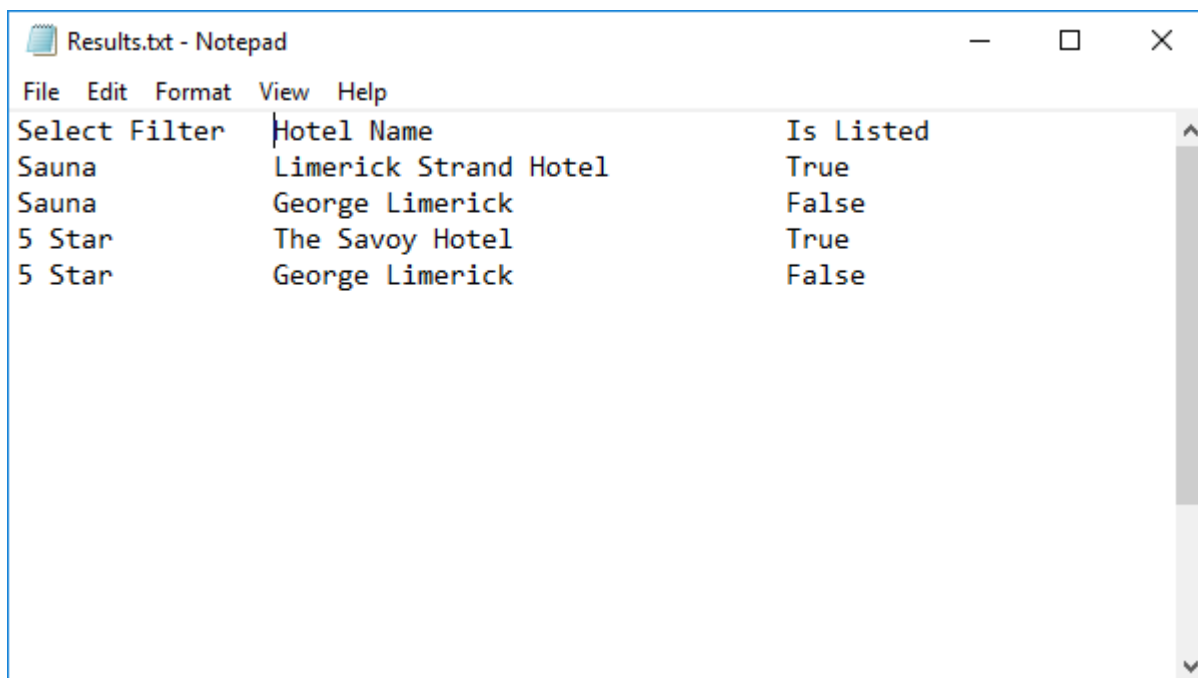 Results.txt - Notepad
File Edit Format View Help
Select Filter Hotel Name Is Listed
Sauna Limerick Strand Hotel True
Sauna George Limerick False
5 Star The Savoy Hotel True
5 Star George Limerick False